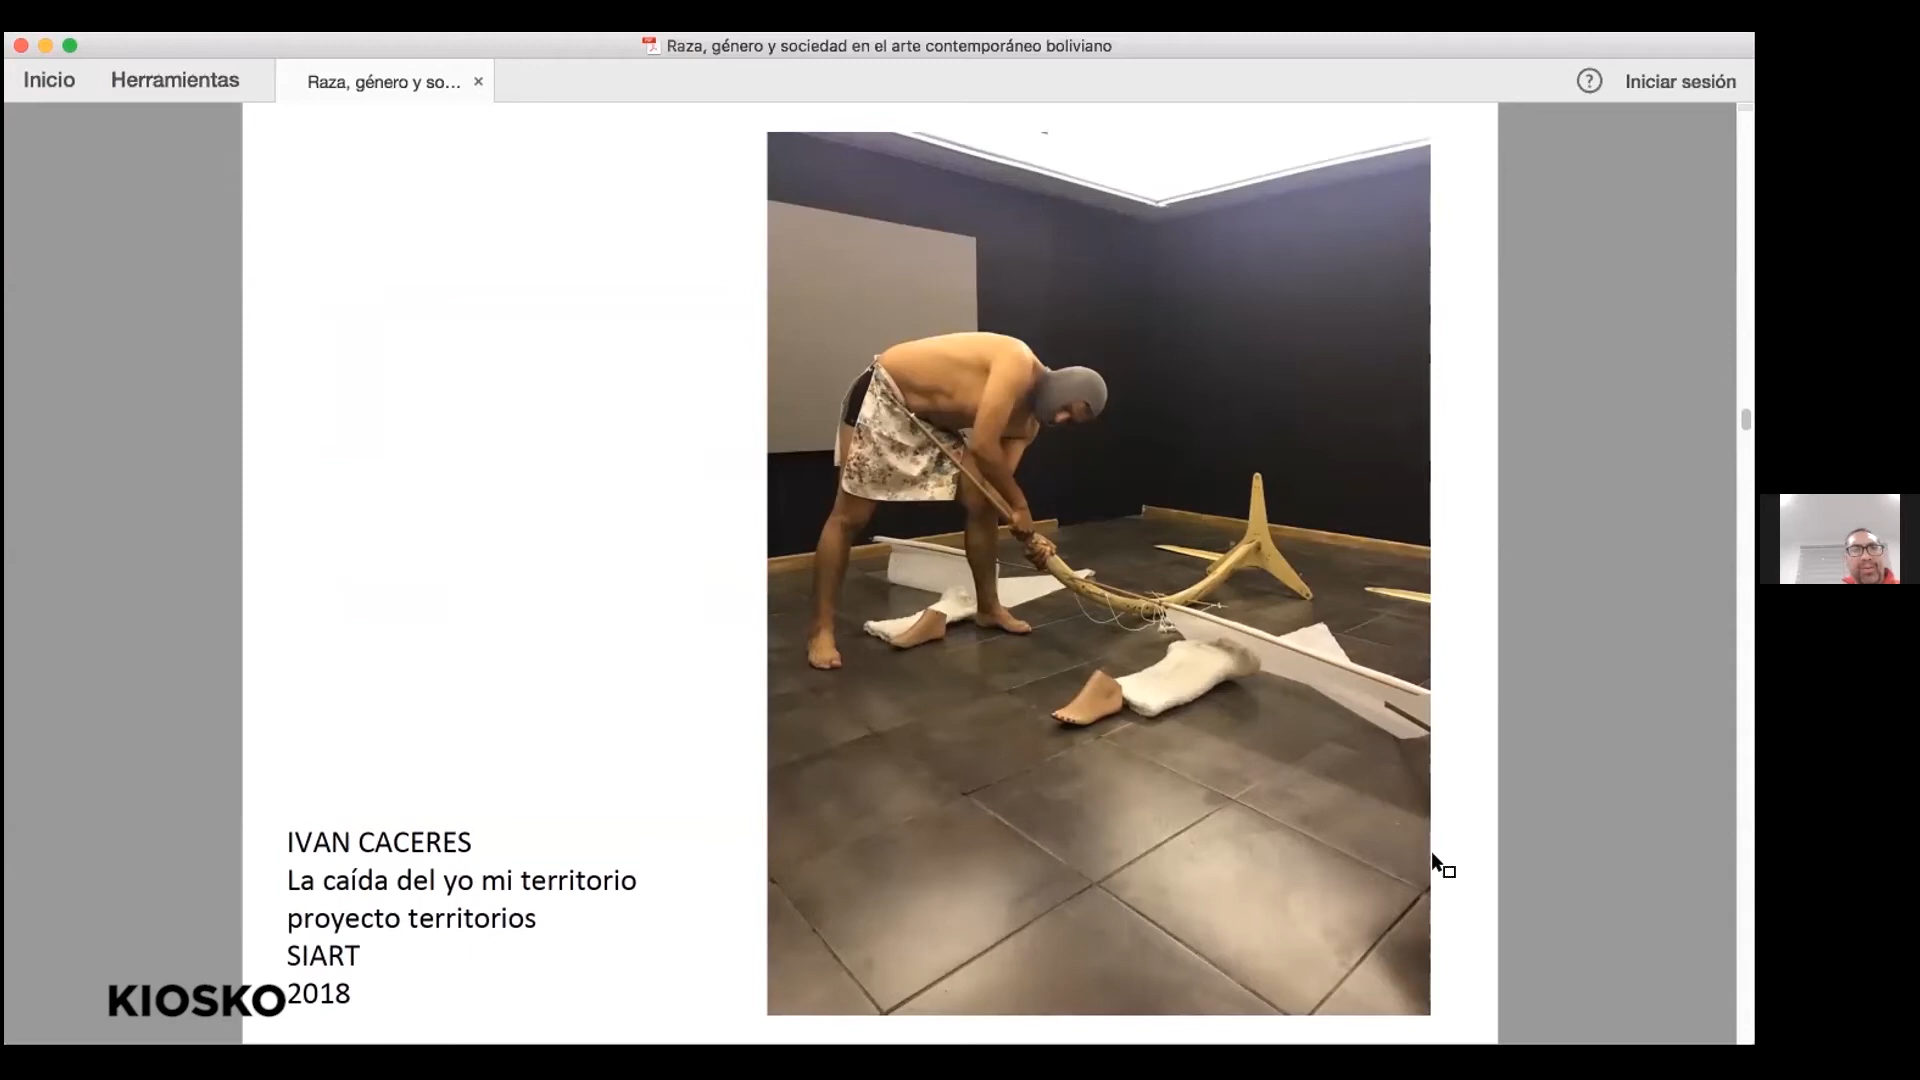 Raza, género y sociedad en el arte contemporáneo boliviano
Inicio
Herramientas
Raza, género y so... ×
? Iniciar sesión
IVAN CACERES
La caída del yo mi territorio
proyecto territorios
SIART
2018
KIOSKO